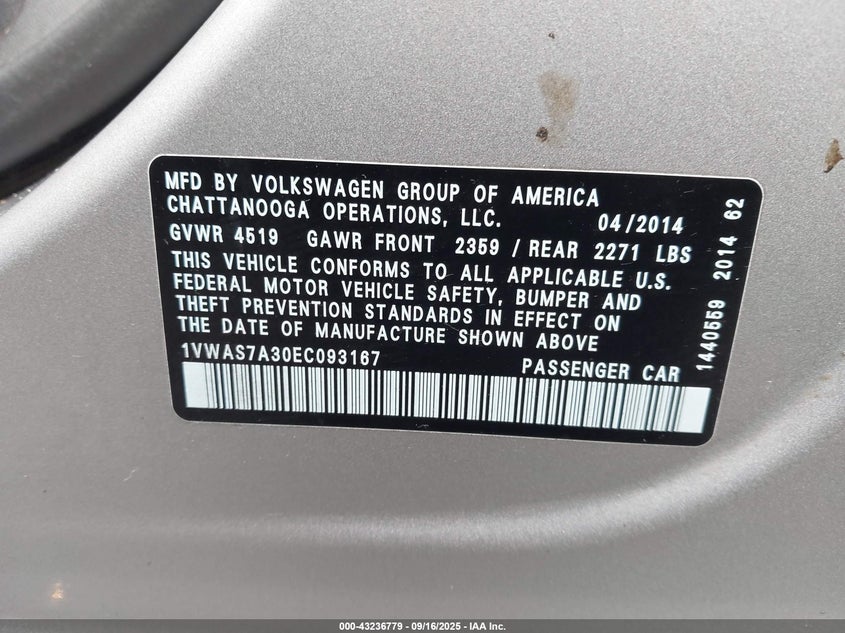 MFD BY VOLKSWAGEN GROUP OF AMERICA
CHATTANOOGA OPERATIONS, LLC. 04/2014
GVWR 4519 GAWR FRONT 2359 / REAR 2271 LBS
THIS VEHICLE CONFORMS TO ALL APPLICABLE U.S.
FEDERAL MOTOR VEHICLE SAFETY, BUMPER AND
THEFT PREVENTION STANDARDS IN EFFECT ON
THE DATE OF MANUFACTURE SHOWN ABOVE
1VWAS7A30EC093167 PASSENGER CAR
1440559 2014 62
000-43236779 - 09/16/2025 - IAA Inc.